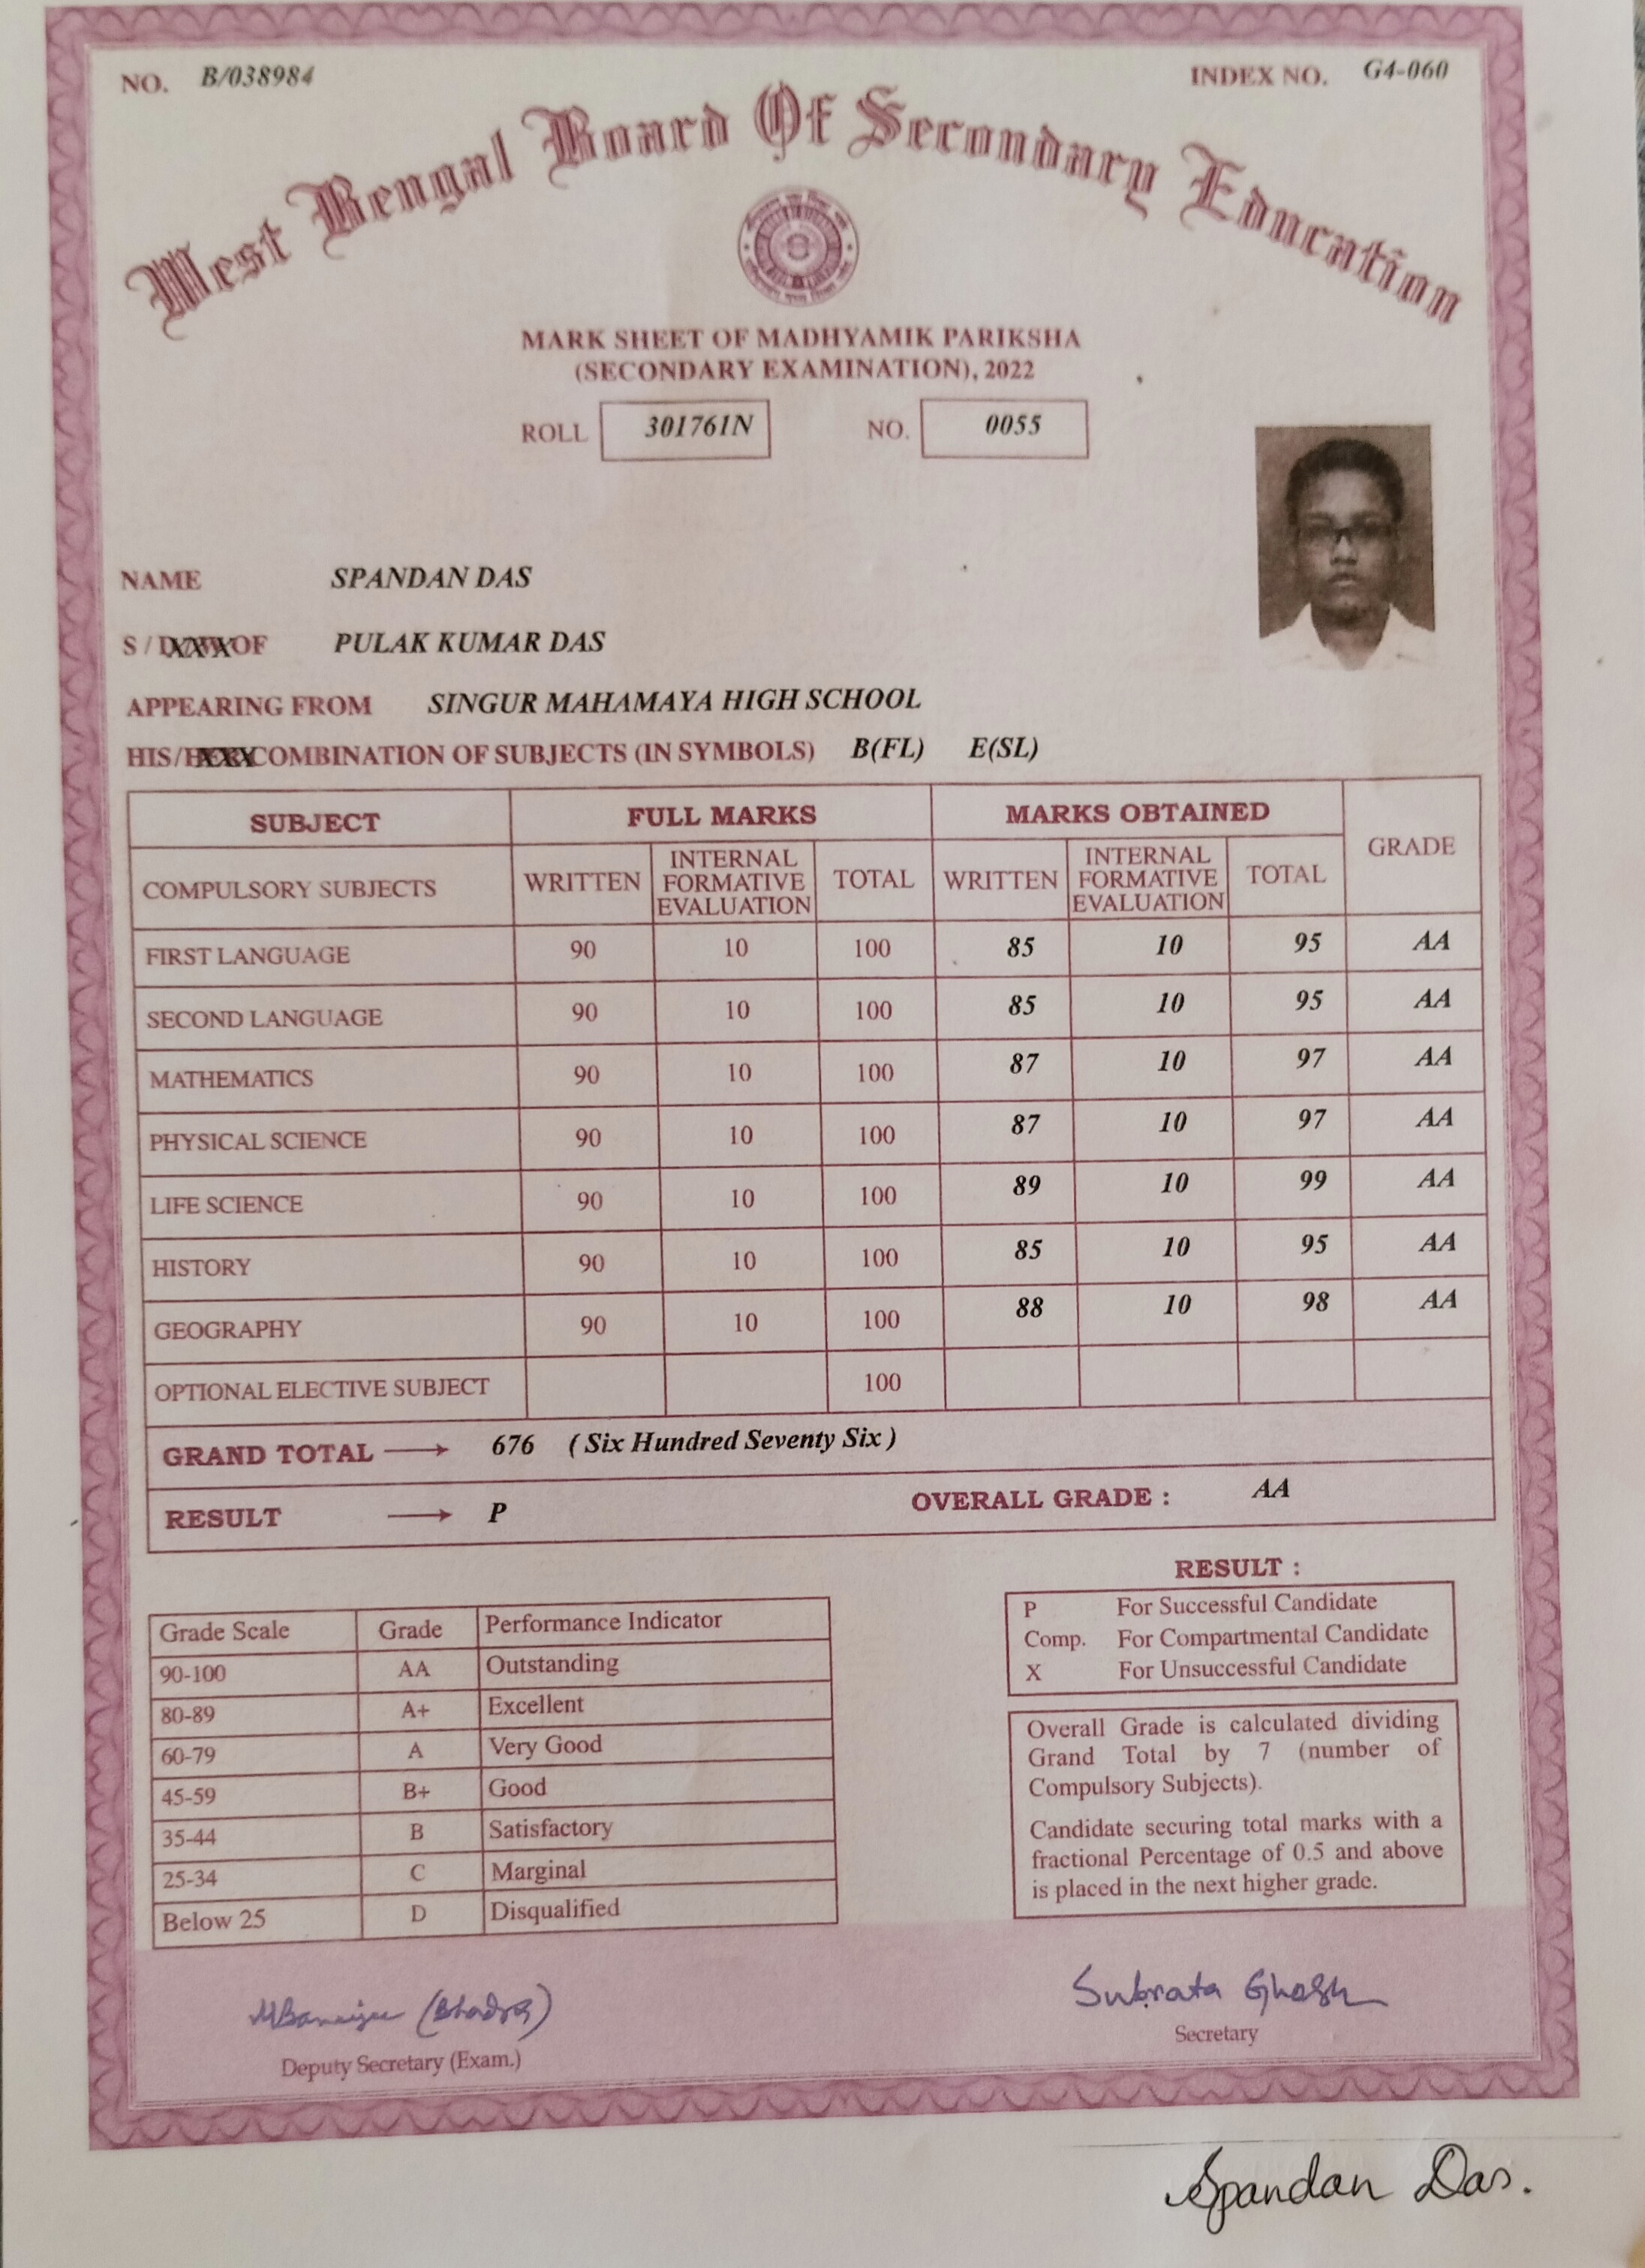 NO. B/038984 INDEX NO. G4-060
West Bengal Board Of Secondary Education
MARK SHEET OF MADHYAMIK PARIKSHA
(SECONDARY EXAMINATION), 2022
ROLL 301761N NO. 0055
NAME SPANDAN DAS
S / OF PULAK KUMAR DAS
APPEARING FROM SINGUR MAHAMAYA HIGH SCHOOL
HIS/ COMBINATION OF SUBJECTS (IN SYMBOLS) B(FL) E(SL)
SUBJECT FULL MARKS MARKS OBTAINED GRADE
COMPULSORY SUBJECTS WRITTEN INTERNAL FORMATIVE EVALUATION TOTAL WRITTEN INTERNAL FORMATIVE EVALUATION TOTAL
FIRST LANGUAGE 90 10 100 85 10 95 AA
SECOND LANGUAGE 90 10 100 85 10 95 AA
MATHEMATICS 90 10 100 87 10 97 AA
PHYSICAL SCIENCE 90 10 100 87 10 97 AA
LIFE SCIENCE 90 10 100 89 10 99 AA
HISTORY 90 10 100 85 10 95 AA
GEOGRAPHY 90 10 100 88 10 98 AA
OPTIONAL ELECTIVE SUBJECT 100
GRAND TOTAL → 676 ( Six Hundred Seventy Six )
RESULT → P OVERALL GRADE : AA
Grade Scale Grade Performance Indicator
90-100 AA Outstanding
80-89 A+ Excellent
60-79 A Very Good
45-59 B+ Good
35-44 B Satisfactory
25-34 C Marginal
Below 25 D Disqualified
RESULT :
P For Successful Candidate
Comp. For Compartmental Candidate
X For Unsuccessful Candidate
Overall Grade is calculated dividing
Grand Total by 7 (number of
Compulsory Subjects).
Candidate securing total marks with a
fractional Percentage of 0.5 and above
is placed in the next higher grade.
MBanerjee (Bhadra)
Deputy Secretary (Exam.)
Subrata Ghosh
Secretary
Spandan Das.